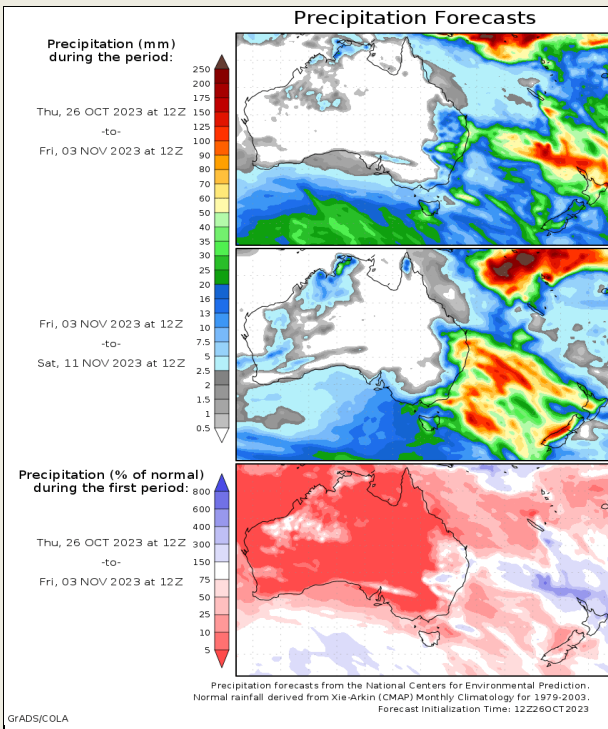 Precipitation Forecasts
Precipitation (mm)
during the period:
Thu, 26 OCT 2023 at 12Z
-to-
Fri, 03 NOV 2023 at 12Z
250
200
175
150
125
100
90
80
70
60
50
40
35
30
25
20
16
13
10
7.5
5
2.5
2
1.5
1
0.5
Fri, 03 NOV 2023 at 12Z
-to-
Sat, 11 NOV 2023 at 12Z
Precipitation (% of normal)
during the first period:
Thu, 26 OCT 2023 at 12Z
-to-
Fri, 03 NOV 2023 at 12Z
800
600
400
300
150
75
50
25
10
5
Precipitation forecasts from the National Centers for Environmental Prediction.
Normal rainfall derived from Xie-Arkin (CMAP) Monthly Climatology for 1979-2003.
Forecast Initialization Time: 12Z26OCT2023
GrADS/COLA